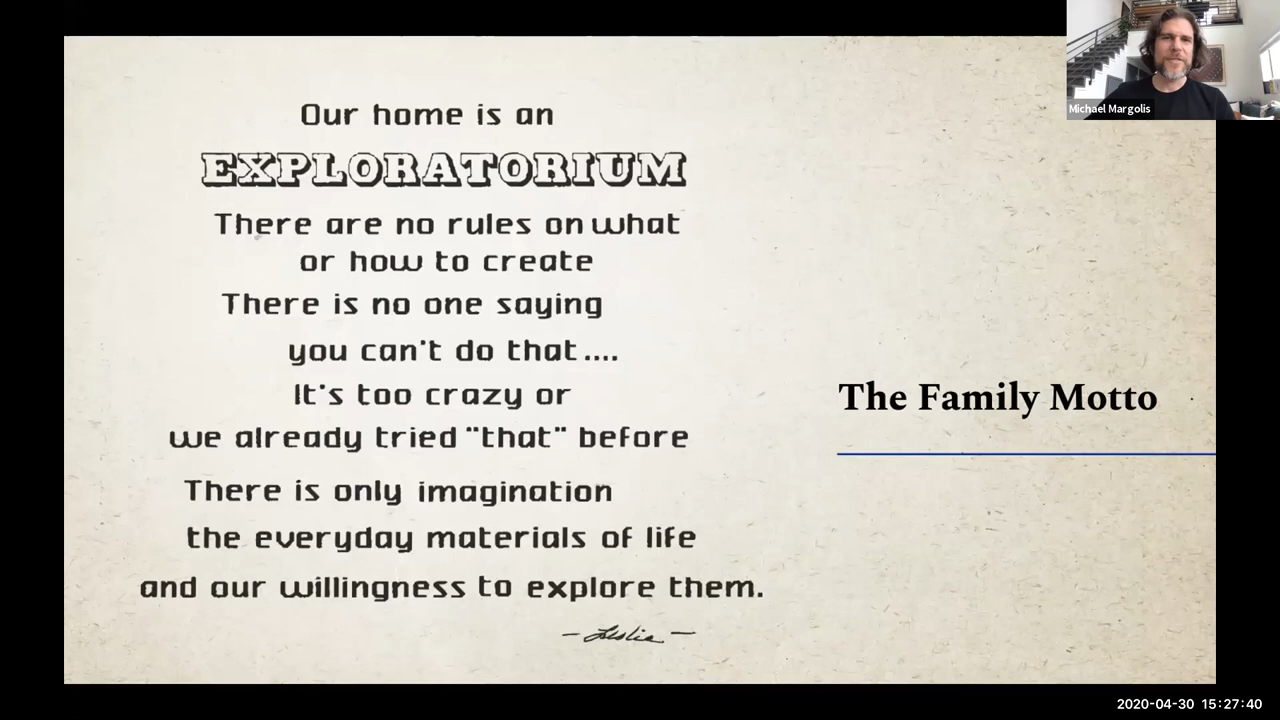 Our home is an
EXPLORATORIUM
There are no rules on what
or how to create
There is no one saying
you can't do that....
It's too crazy or
we already tried "that" before
There is only imagination
the everyday materials of life
and our willingness to explore them.
- Leslie -
The Family Motto
Michael Margolis
2020-04-30 15:27:40